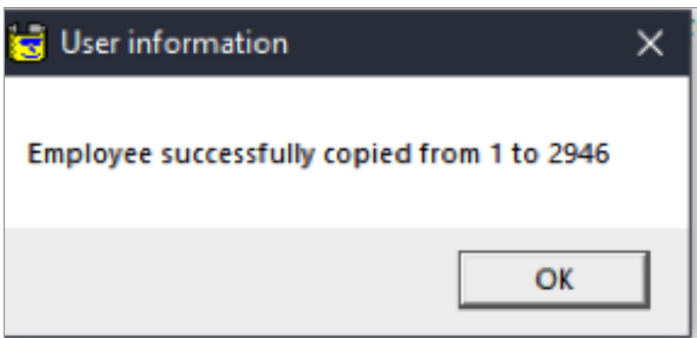 User information
Employee successfully copied from 1 to 2946
OK